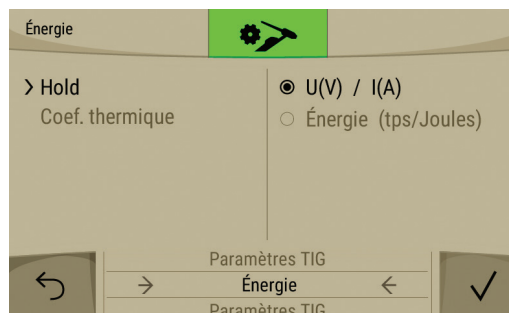 Énergie
> Hold
Coef. thermique
U(V) / I(A)
Énergie (tps/Joules)
Paramètres TIG
Énergie
Paramètres TIG